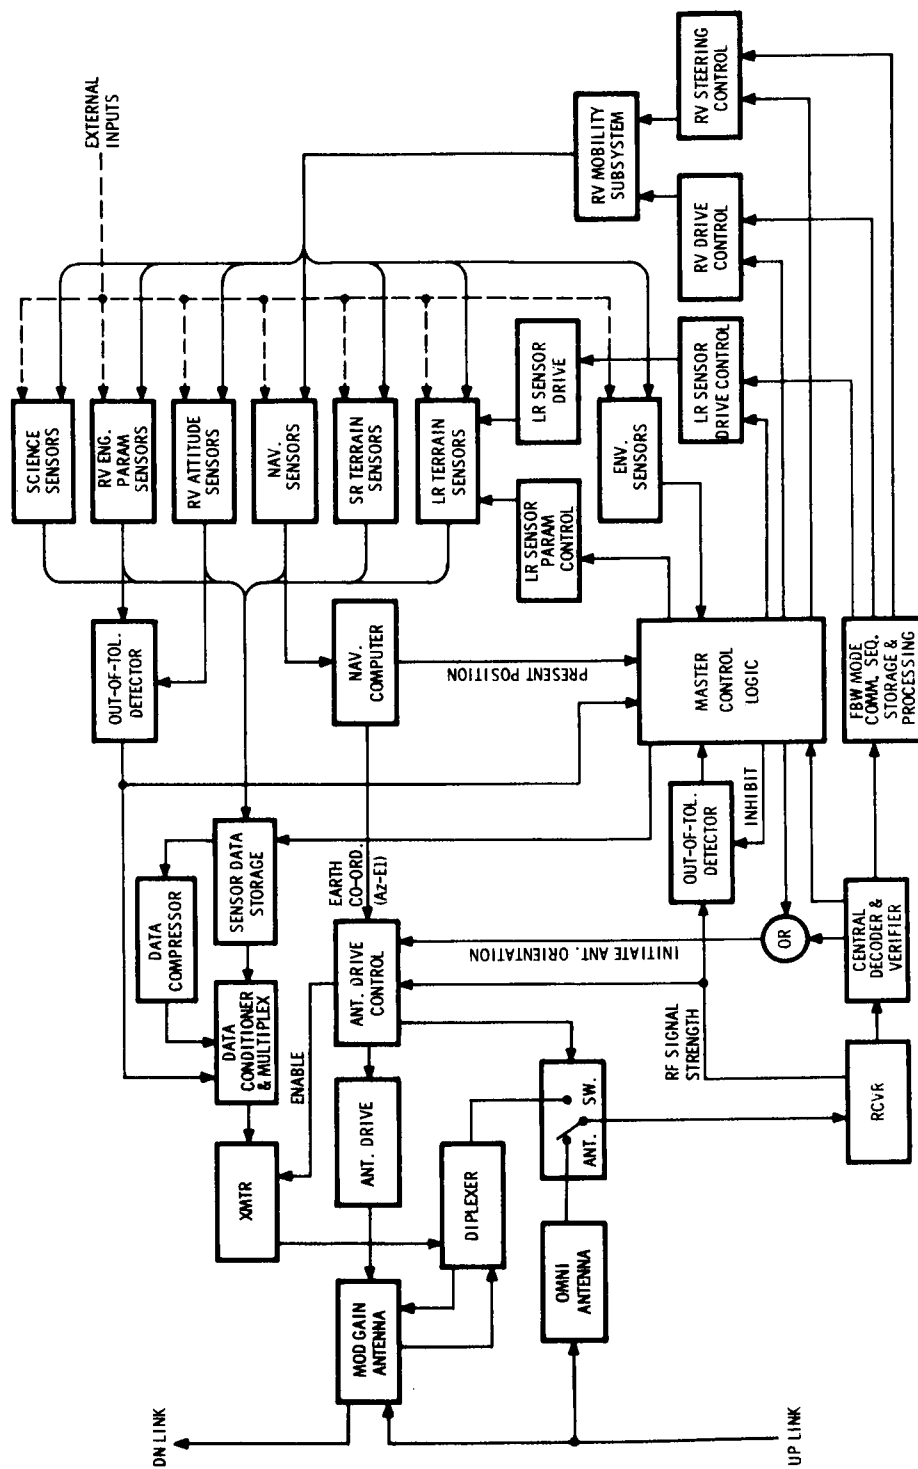 DN LINK
UP LINK
MOD GAIN
ANTENNA
OMNI
ANTENNA
XMTR
ANT. DRIVE
DIPLEXER
ANT. SW.
RCVR
ENABLE
DATA
CONDITIONER
& MULTIPLEX
DATA
COMPRESSOR
SENSOR DATA
STORAGE
ANT. DRIVE
CONTROL
EARTH
CO-ORD.
(Az-El)
RF SIGNAL
STRENGTH
INITIATE ANT. ORIENTATION
CENTRAL
DECODER &
VERIFIER
OR
OUT-OF-TOL.
DETECTOR
INHIBIT
OUT-OF-TOL.
DETECTOR
NAV.
COMPUTER
PRESENT POSITION
MASTER
CONTROL
LOGIC
FBW MODE
COMM. SEQ.
STORAGE &
PROCESSING
SCIENCE
SENSORS
RV ENG.
PARAM
SENSORS
RV ATTITUDE
SENSORS
NAV.
SENSORS
SR TERRAIN
SENSORS
LR TERRAIN
SENSORS
LR SENSOR
PARAM
CONTROL
ENV.
SENSORS
LR SENSOR
DRIVE
LR SENSOR
DRIVE CONTROL
RV DRIVE
CONTROL
RV MOBILITY
SUBSYSTEM
RV STEERING
CONTROL
EXTERNAL
INPUTS